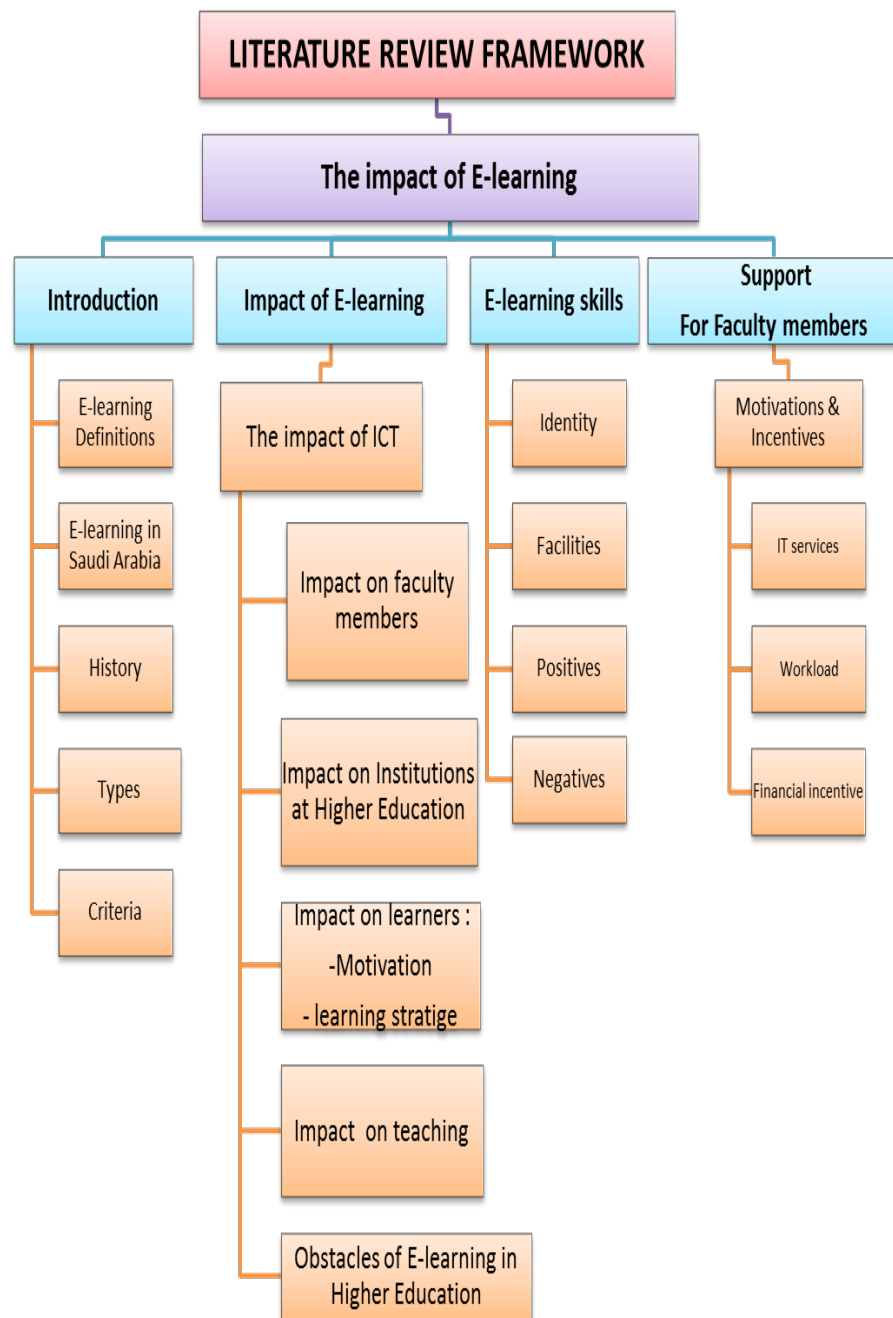 LITERATURE REVIEW FRAMEWORK
The impact of E-learning
Introduction
E-learning
Definitions
E-learning in
Saudi Arabia
History
Types
Criteria
Impact of E-learning
The impact of ICT
Impact on faculty
members
Impact on Institutions
at Higher Education
Impact on learners :
-Motivation
- learning stratige
Impact on teaching
Obstacles of E-learning in
Higher Education
E-learning skills
Identity
Facilities
Positives
Negatives
Support
For Faculty members
Motivations &
Incentives
IT services
Workload
Financial incentive